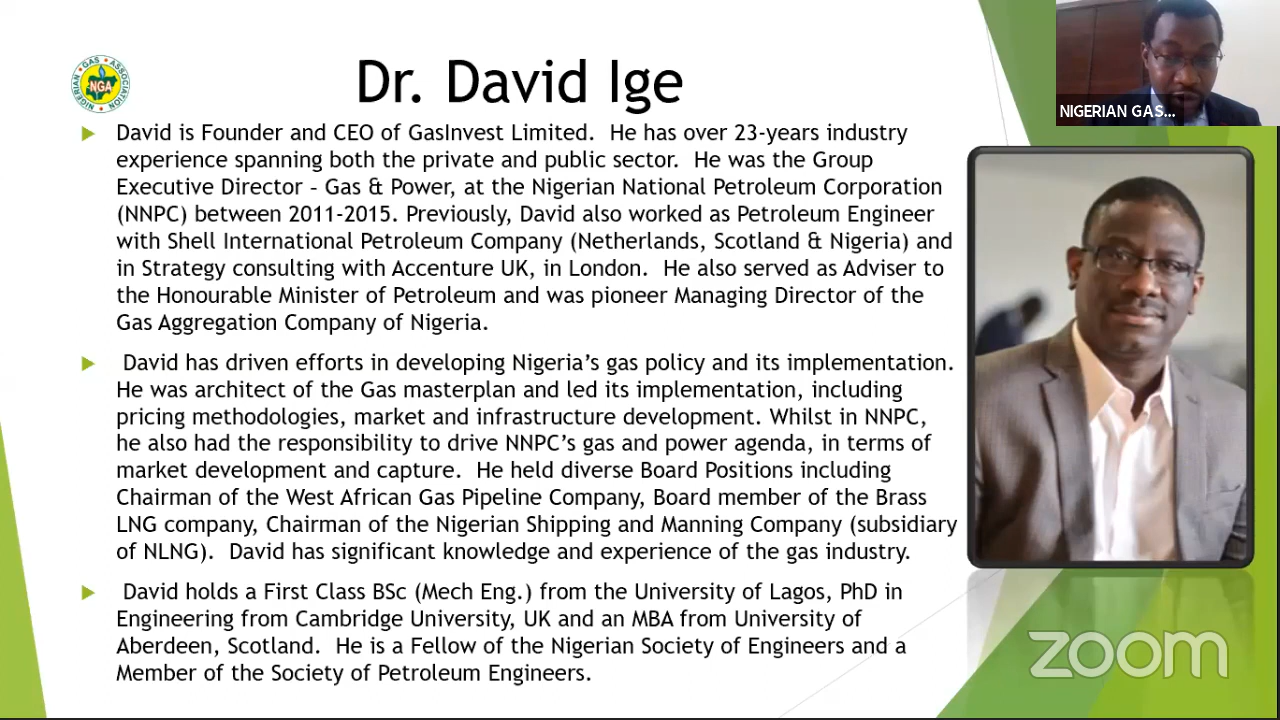 Dr. David Ige
NIGERIAN GAS ASSOCIATION
NGA
NIGERIAN GAS...
David is Founder and CEO of GasInvest Limited.  He has over 23-years industry
experience spanning both the private and public sector.  He was the Group
Executive Director – Gas & Power, at the Nigerian National Petroleum Corporation
(NNPC) between 2011-2015. Previously, David also worked as Petroleum Engineer
with Shell International Petroleum Company (Netherlands, Scotland & Nigeria) and
in Strategy consulting with Accenture UK, in London.  He also served as Adviser to
the Honourable Minister of Petroleum and was pioneer Managing Director of the
Gas Aggregation Company of Nigeria.
David has driven efforts in developing Nigeria's gas policy and its implementation.
He was architect of the Gas masterplan and led its implementation, including
pricing methodologies, market and infrastructure development. Whilst in NNPC,
he also had the responsibility to drive NNPC's gas and power agenda, in terms of
market development and capture.  He held diverse Board Positions including
Chairman of the West African Gas Pipeline Company, Board member of the Brass
LNG company, Chairman of the Nigerian Shipping and Manning Company (subsidiary
of NLNG).  David has significant knowledge and experience of the gas industry.
David holds a First Class BSc (Mech Eng.) from the University of Lagos, PhD in
Engineering from Cambridge University, UK and an MBA from University of
Aberdeen, Scotland.  He is a Fellow of the Nigerian Society of Engineers and a
Member of the Society of Petroleum Engineers.
zoom